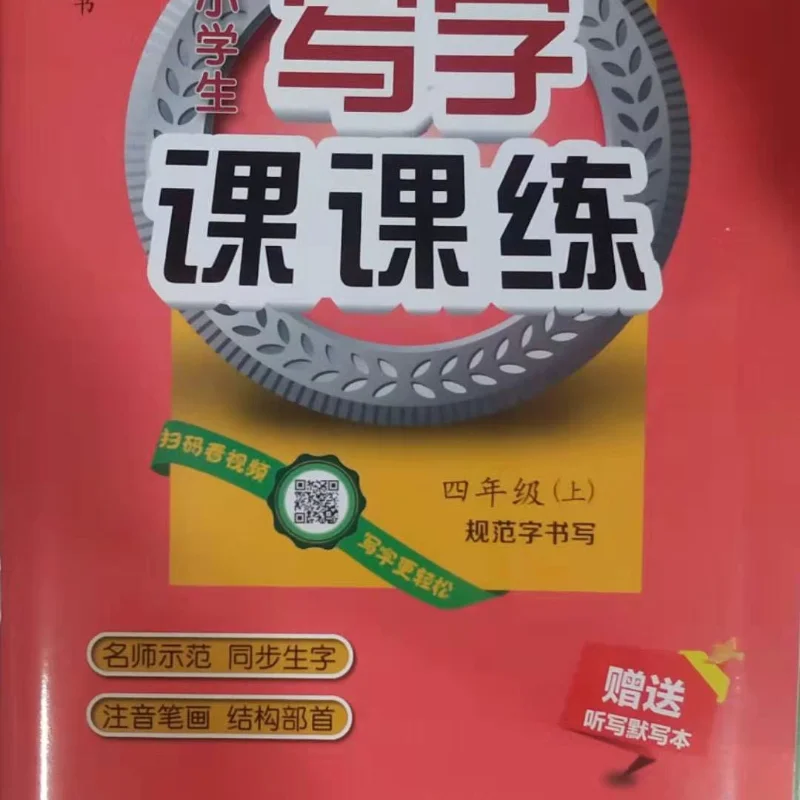 书
小学生
写字
课课练
扫码看视频
写字更轻松
四年级(上)
规范字书写
名师示范 同步生字
注音笔画 结构部首
赠送
听写默写本